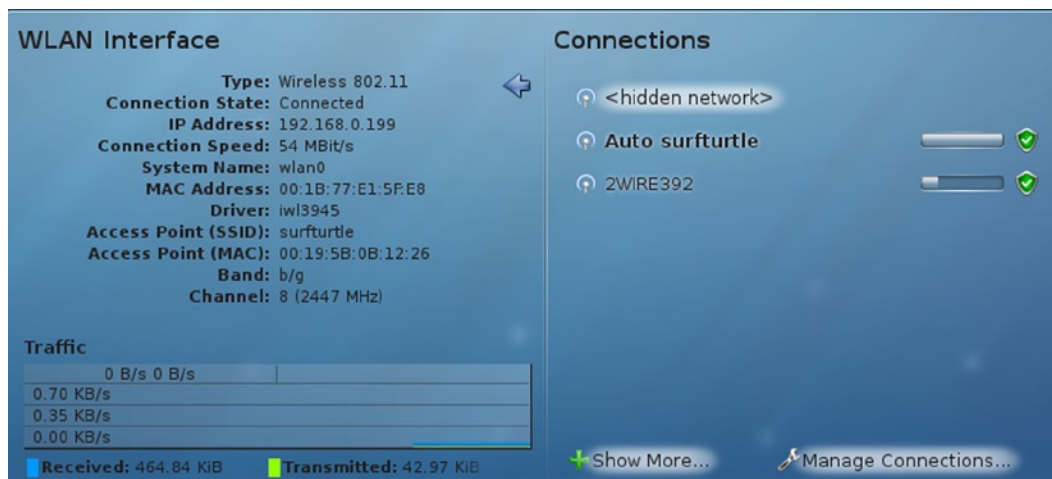 WLAN Interface
Type: Wireless 802.11
Connection State: Connected
IP Address: 192.168.0.199
Connection Speed: 54 MBit/s
System Name: wlan0
MAC Address: 00:1B:77:E1:5F:E8
Driver: iwl3945
Access Point (SSID): surfturtle
Access Point (MAC): 00:19:5B:0B:12:26
Band: b/g
Channel: 8 (2447 MHz)
Traffic
0 B/s 0 B/s
0.70 KB/s
0.35 KB/s
0.00 KB/s
Received: 464.84 KiB Transmitted: 42.97 KiB
Connections
<hidden network>
Auto surfturtle
2WIRE392
Show More... Manage Connections...